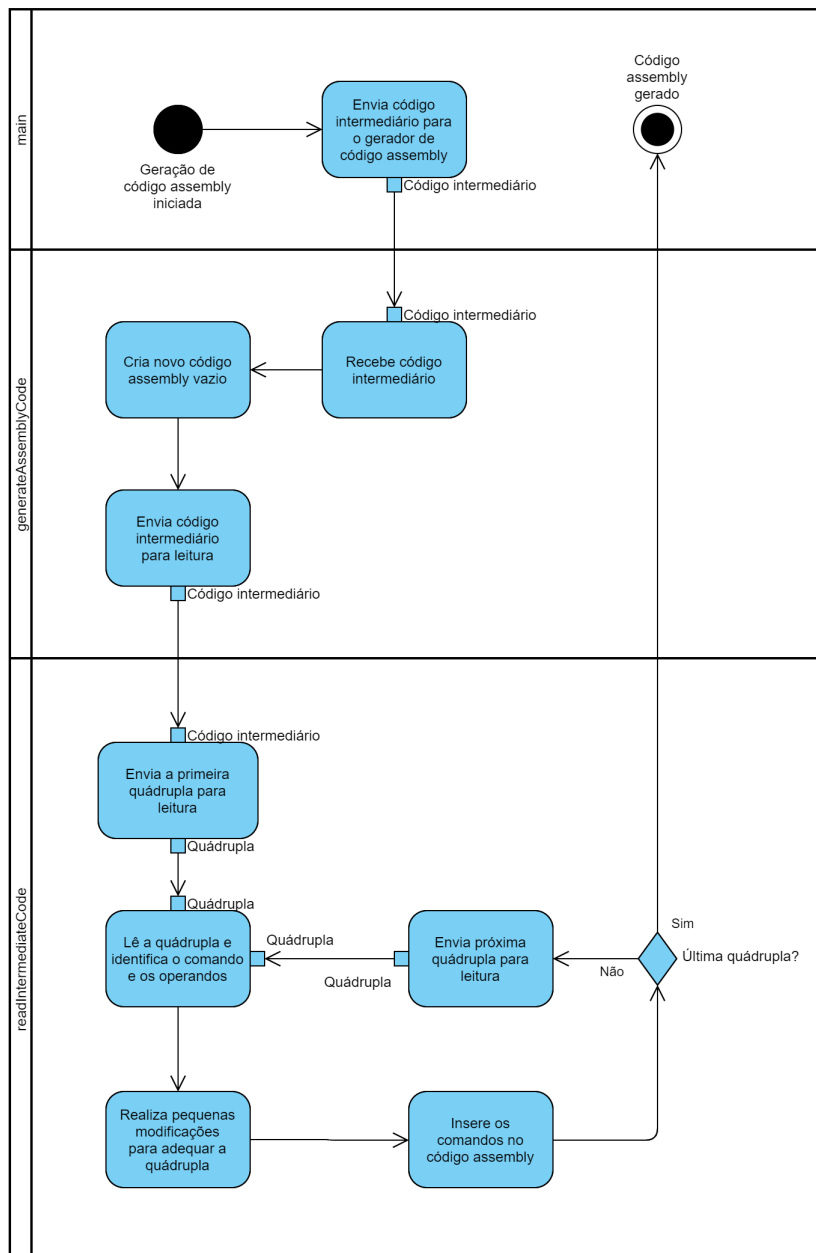 main
Código
assembly
gerado
Envia código
intermediário para
o gerador de
código assembly
Geração de
código assembly
iniciada
Código intermediário
generateAssemblyCode
Código intermediário
Cria novo código
assembly vazio
Recebe código
intermediário
Envia código
intermediário
para leitura
Código intermediário
readIntermediateCode
Código intermediário
Envia a primeira
quádrupla para
leitura
Quádrupla
Quádrupla
Lê a quádrupla e
identifica o comando
e os operandos
Quádrupla
Quádrupla
Envia próxima
quádrupla para
leitura
Não
Sim
Última quádrupla?
Realiza pequenas
modificações
para adequar a
quádrupla
Insere os
comandos no
código assembly